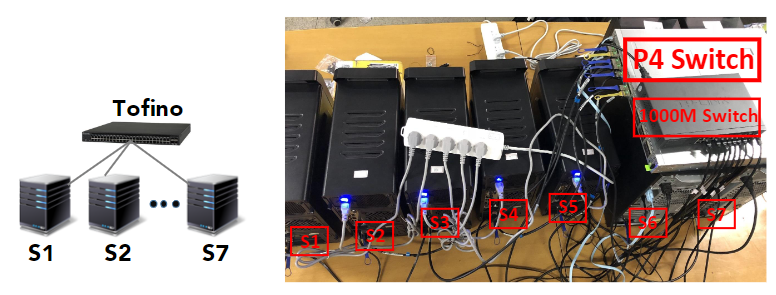 Tofino
S1
S2
S7
P4 Switch
1000M Switch
S1
S2
S3
S4
S5
S6
S7